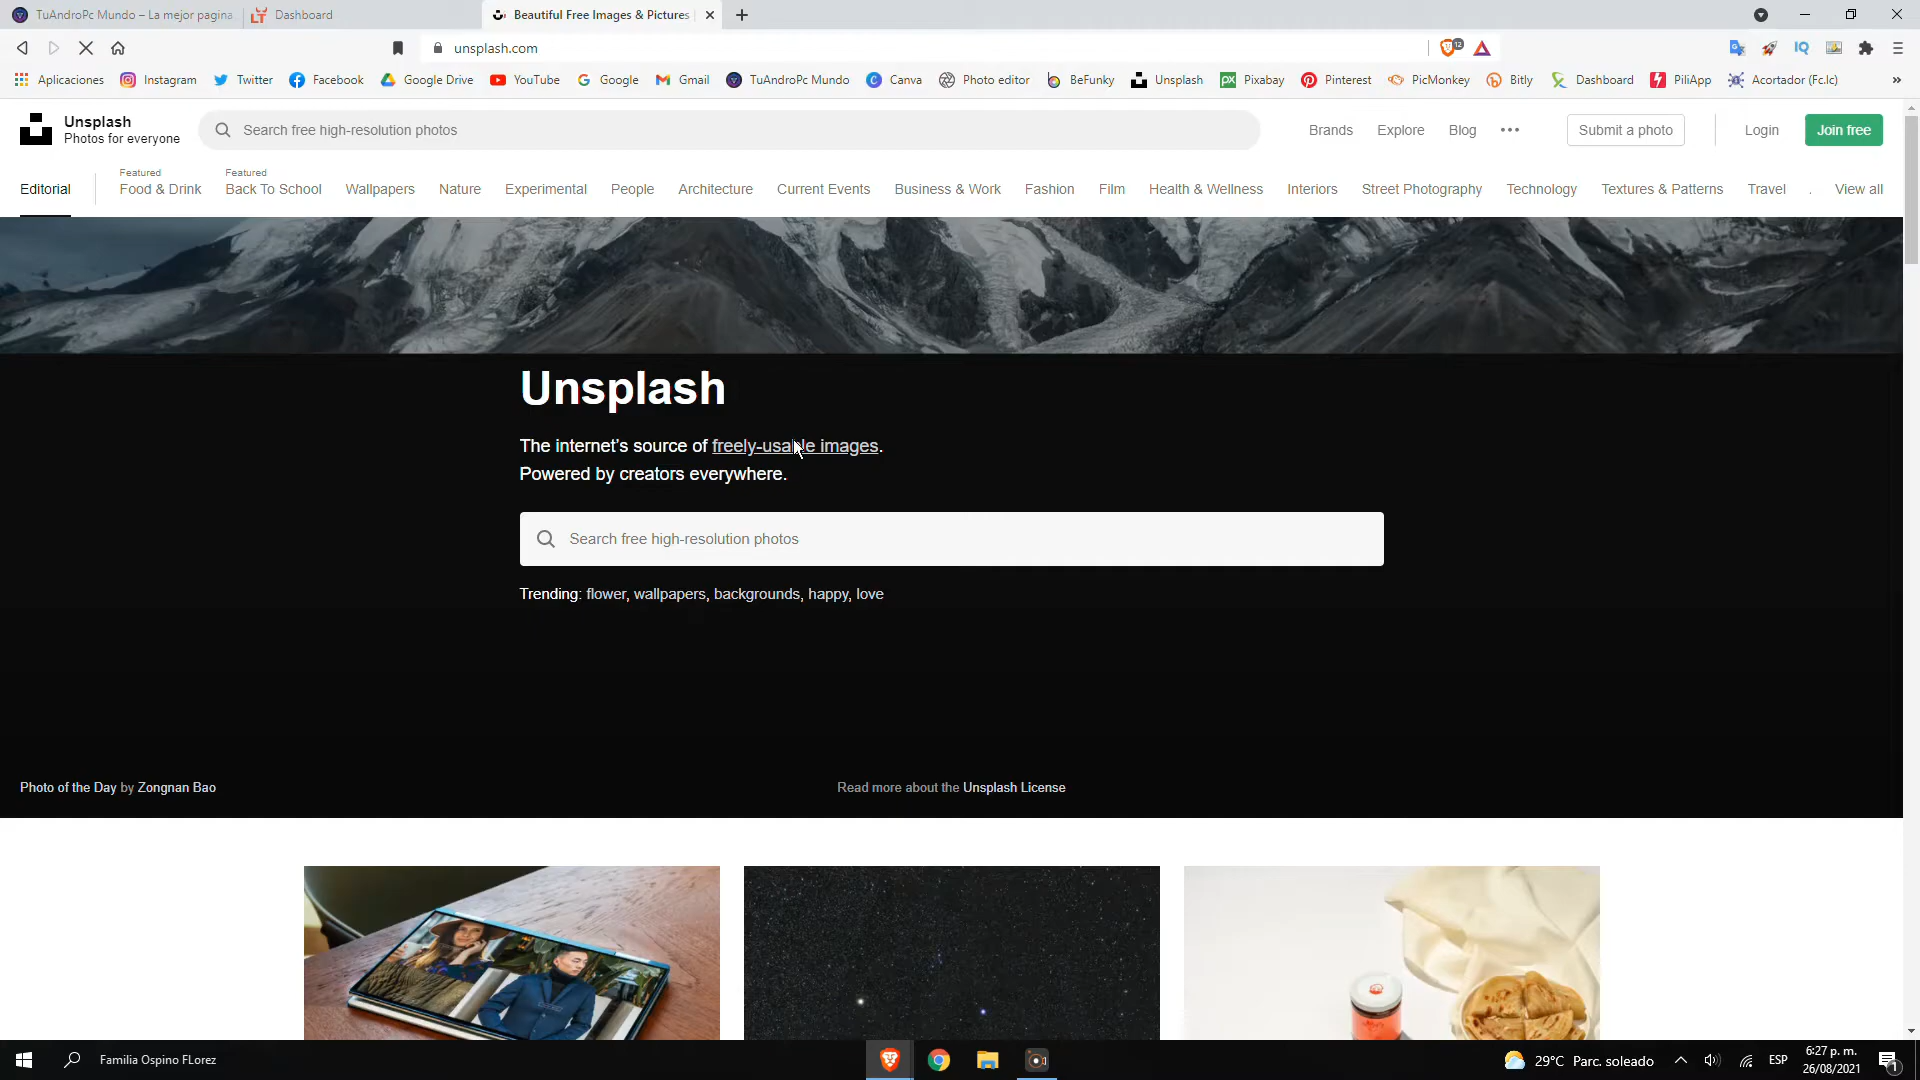 TuAndroPc Mundo – La mejor pagina
Dashboard
Beautiful Free Images & Pictures
unsplash.com
12
Aplicaciones
Instagram
Twitter
Facebook
Google Drive
YouTube
Google
Gmail
TuAndroPc Mundo
Canva
Photo editor
BeFunky
Unsplash
Pixabay
Pinterest
PicMonkey
Bitly
Dashboard
PiliApp
Acortador (Fc.lc)
Unsplash
Photos for everyone
Search free high-resolution photos
Brands
Explore
Blog
Submit a photo
Login
Join free
Editorial
Featured
Food & Drink
Featured
Back To School
Wallpapers
Nature
Experimental
People
Architecture
Current Events
Business & Work
Fashion
Film
Health & Wellness
Interiors
Street Photography
Technology
Textures & Patterns
Travel
View all
Unsplash
The internet's source of freely-usable images.
Powered by creators everywhere.
Search free high-resolution photos
Trending: flower, wallpapers, backgrounds, happy, love
Photo of the Day by Zongnan Bao
Read more about the Unsplash License
Familia Ospino FLorez
29°C Parc. soleado
ESP
6:27 p. m.
26/08/2021
1